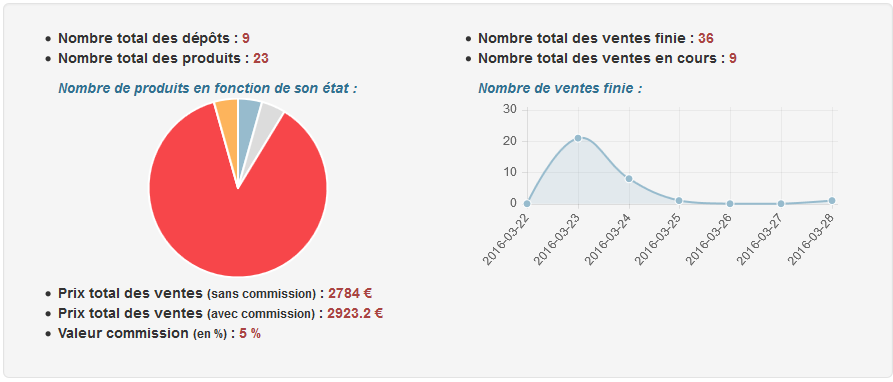 Nombre total des dépôts : 9
Nombre total des produits : 23
Nombre de produits en fonction de son état :
Prix total des ventes (sans commission) : 2784 €
Prix total des ventes (avec commission) : 2923.2 €
Valeur commission (en %) : 5 %
Nombre total des ventes finie : 36
Nombre total des ventes en cours : 9
Nombre de ventes finie :
30
20
10
0
2016-03-22
2016-03-23
2016-03-24
2016-03-25
2016-03-26
2016-03-27
2016-03-28